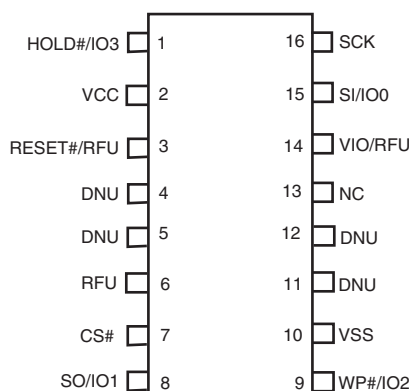 HOLD#/IO3 1 16 SCK
VCC 2 15 SI/IO0
RESET#/RFU 3 14 VIO/RFU
DNU 4 13 NC
DNU 5 12 DNU
RFU 6 11 DNU
CS# 7 10 VSS
SO/IO1 8 9 WP#/IO2